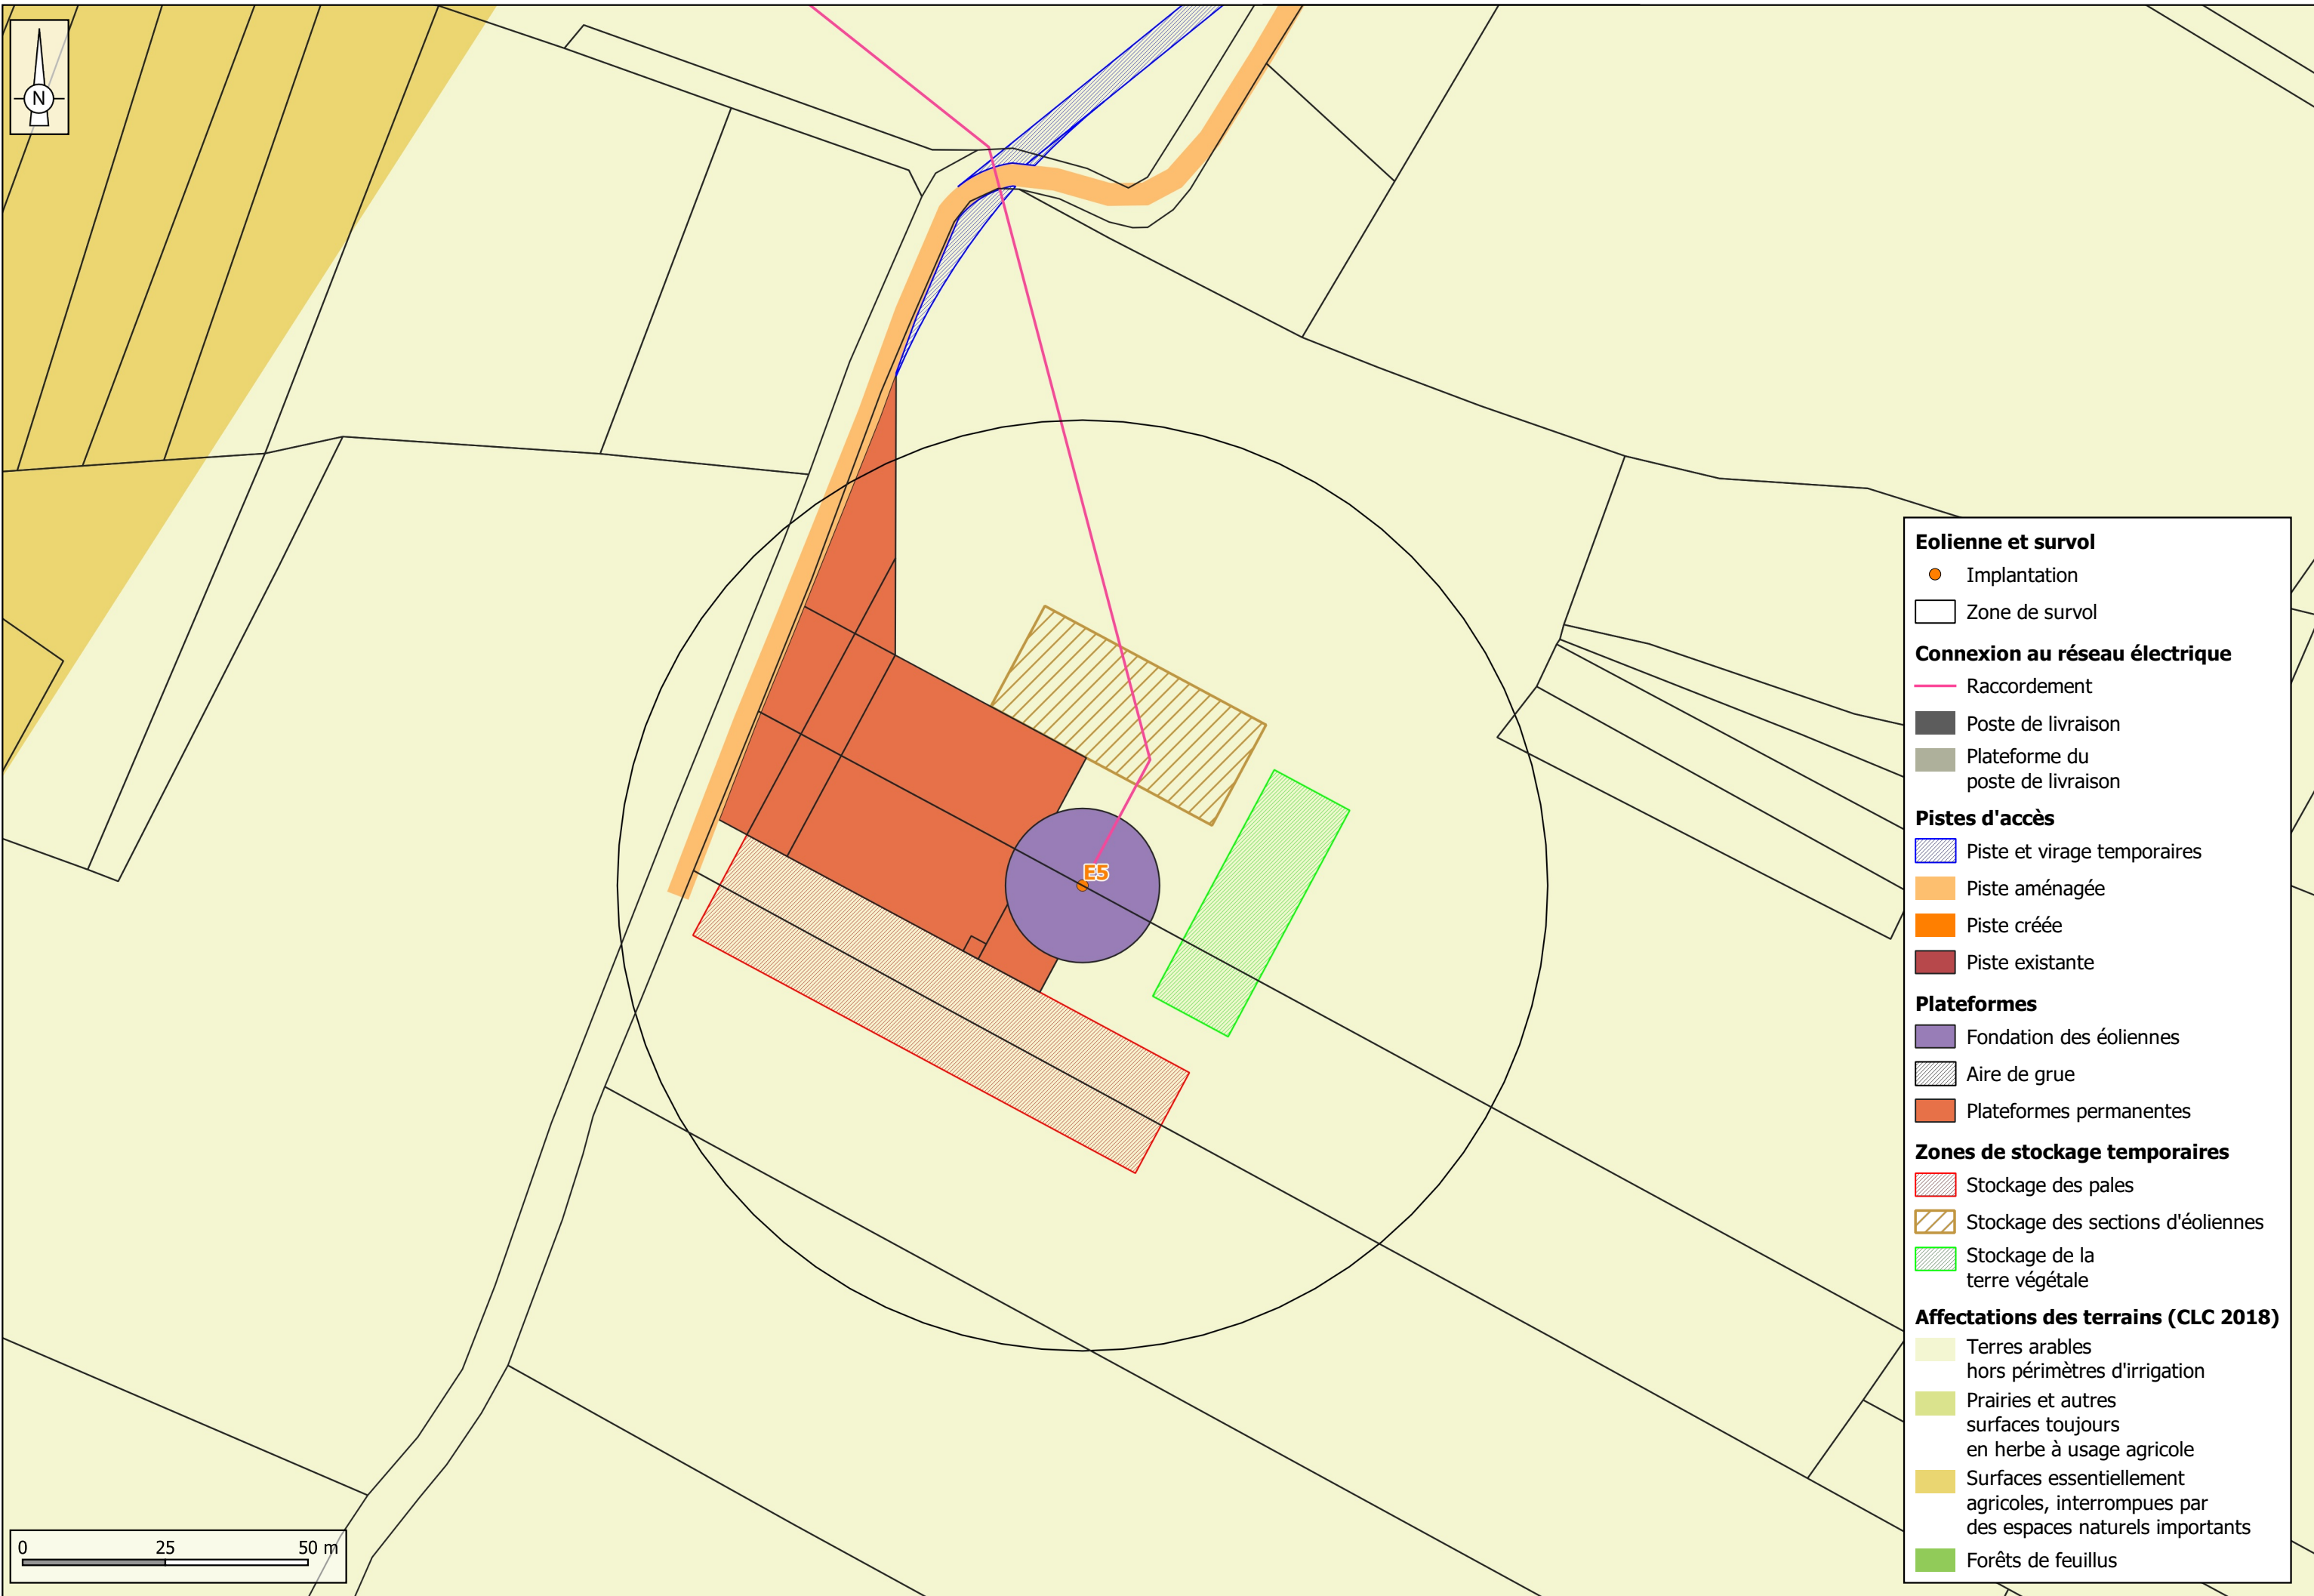 N
E5
Eolienne et survol
Implantation
Zone de survol
Connexion au réseau électrique
Raccordement
Poste de livraison
Plateforme du
poste de livraison
Pistes d'accès
Piste et virage temporaires
Piste aménagée
Piste créée
Piste existante
Plateformes
Fondation des éoliennes
Aire de grue
Plateformes permanentes
Zones de stockage temporaires
Stockage des pales
Stockage des sections d'éoliennes
Stockage de la
terre végétale
Affectations des terrains (CLC 2018)
Terres arables
hors périmètres d'irrigation
Prairies et autres
surfaces toujours
en herbe à usage agricole
Surfaces essentiellement
agricoles, interrompues par
des espaces naturels importants
Forêts de feuillus
0 25 50 m